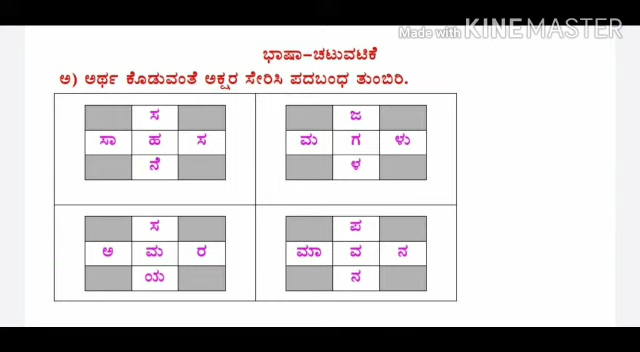 Made with KINEMASTER
ಭಾಷಾ-ಚಟುವಟಿಕೆ
ಅ) ಅರ್ಥ ಕೊಡುವಂತೆ ಅಕ್ಷರ ಸೇರಿಸಿ ಪದಬಂಧ ತುಂಬಿರಿ.
ಸ ಜ
ಸಾ ಹ ಸ ಮ ಗ ಳು
ನೆ ಳ
ಸ ಪ
ಅ ಮ ರ ಮಾ ವ ನ
ಯ ನ